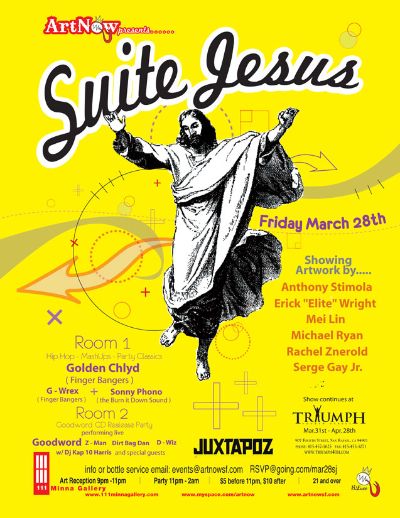 ArtNow presents......
Suite Jesus
Friday March 28th
Showing
Artwork by.....
Anthony Stimola
Erick "Elite" Wright
Mei Lin
Michael Ryan
Rachel Znerold
Serge Gay Jr.
Room 1
Hip Hop - MashUps - Party Classics
Golden Chlyd
( Finger Bangers )
G - Wrex + Sonny Phono
( Finger Bangers ) ( the Burn it Down Sound )
Room 2
Goodword CD Realease Party
performing live
Goodword Z - Man Dirt Bag Dan D - Wiz
w/ Dj Kap 10 Harris and special guests
Show continues at
TRIUMPH
Mar.31st - Apr. 28th
JUXTAPOZ
info or bottle service email: events@artnowsf.com RSVP@going.com/mar28sj
Art Reception 9pm -11pm Party 11pm - 2am $5 before 11pm, $10 after 21 and over
111 Minna Gallery
www.111minnagallery.com www.myspace.com/artnow artnowsf.com